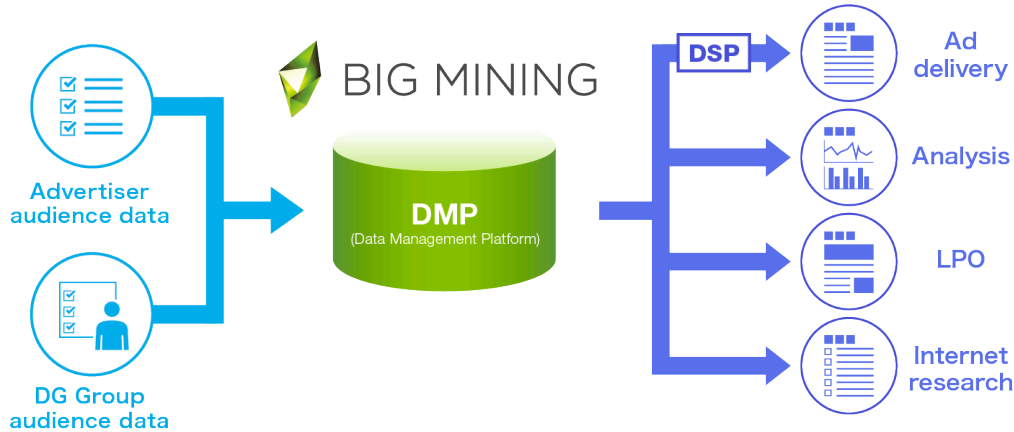 Advertiser
audience data
DG Group
audience data
BIG MINING
DMP
(Data Management Platform)
DSP
Ad
delivery
Analysis
LPO
Internet
research